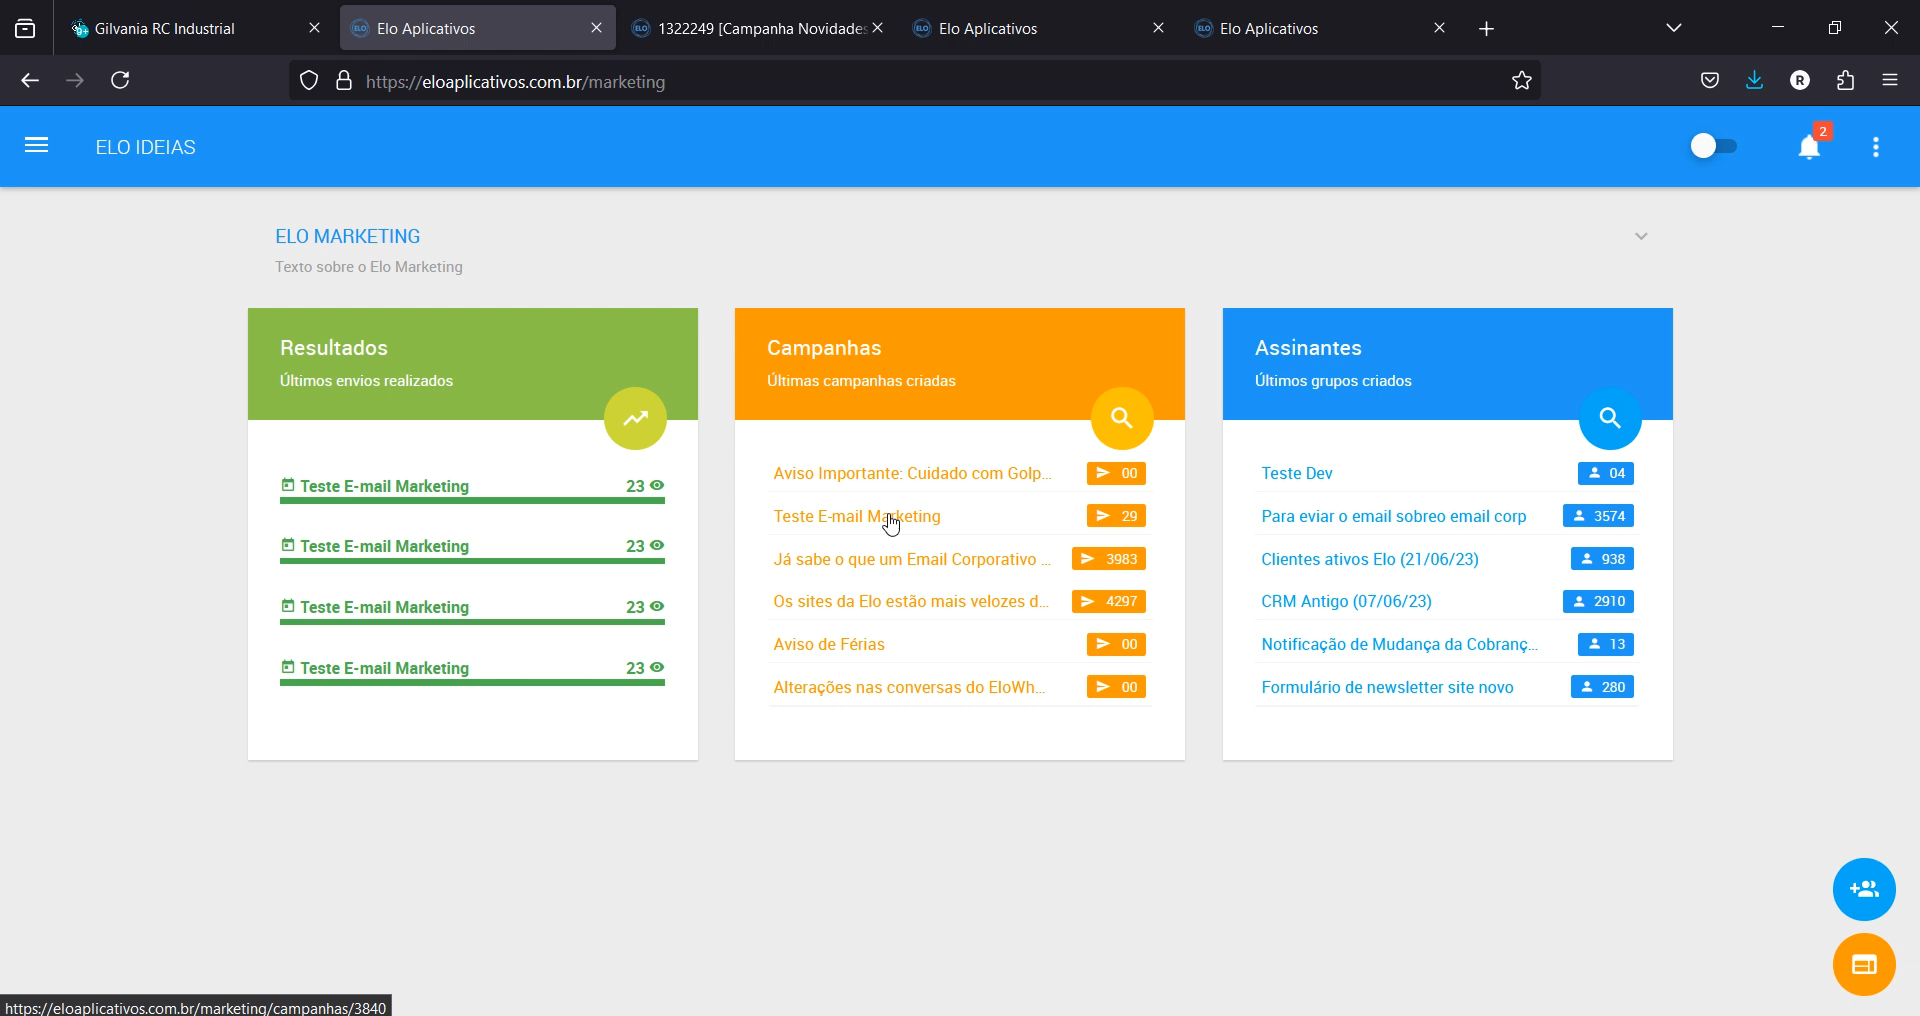 Gilvania RC Industrial
Elo Aplicativos
1322249 [Campanha Novidades
Elo Aplicativos
Elo Aplicativos
https://eloaplicativos.com.br/marketing
ELO IDEIAS
2
ELO MARKETING
Texto sobre o Elo Marketing
Resultados
Últimos envios realizados
Teste E-mail Marketing 23
Teste E-mail Marketing 23
Teste E-mail Marketing 23
Teste E-mail Marketing 23
Campanhas
Últimas campanhas criadas
Aviso Importante: Cuidado com Golp... 00
Teste E-mail Marketing 29
Já sabe o que um Email Corporativo ... 3983
Os sites da Elo estão mais velozes d... 4297
Aviso de Férias 00
Alterações nas conversas do EloWh... 00
Assinantes
Últimos grupos criados
Teste Dev 04
Para eviar o email sobreo email corp 3574
Clientes ativos Elo (21/06/23) 938
CRM Antigo (07/06/23) 2910
Notificação de Mudança da Cobranç... 13
Formulário de newsletter site novo 280
https://eloaplicativos.com.br/marketing/campanhas/3840